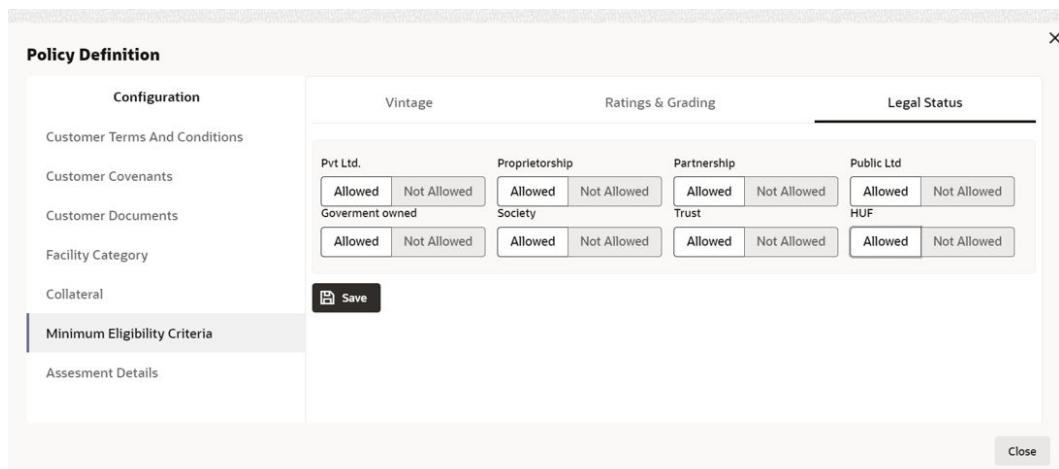 Policy Definition
Configuration
Customer Terms And Conditions
Customer Covenants
Customer Documents
Facility Category
Collateral
Minimum Eligibility Criteria
Assesment Details
Vintage Ratings & Grading Legal Status
Pvt Ltd. Proprietorship Partnership Public Ltd
Allowed Not Allowed Allowed Not Allowed Allowed Not Allowed Allowed Not Allowed
Goverment owned Society Trust HUF
Allowed Not Allowed Allowed Not Allowed Allowed Not Allowed Allowed Not Allowed
Save
Close